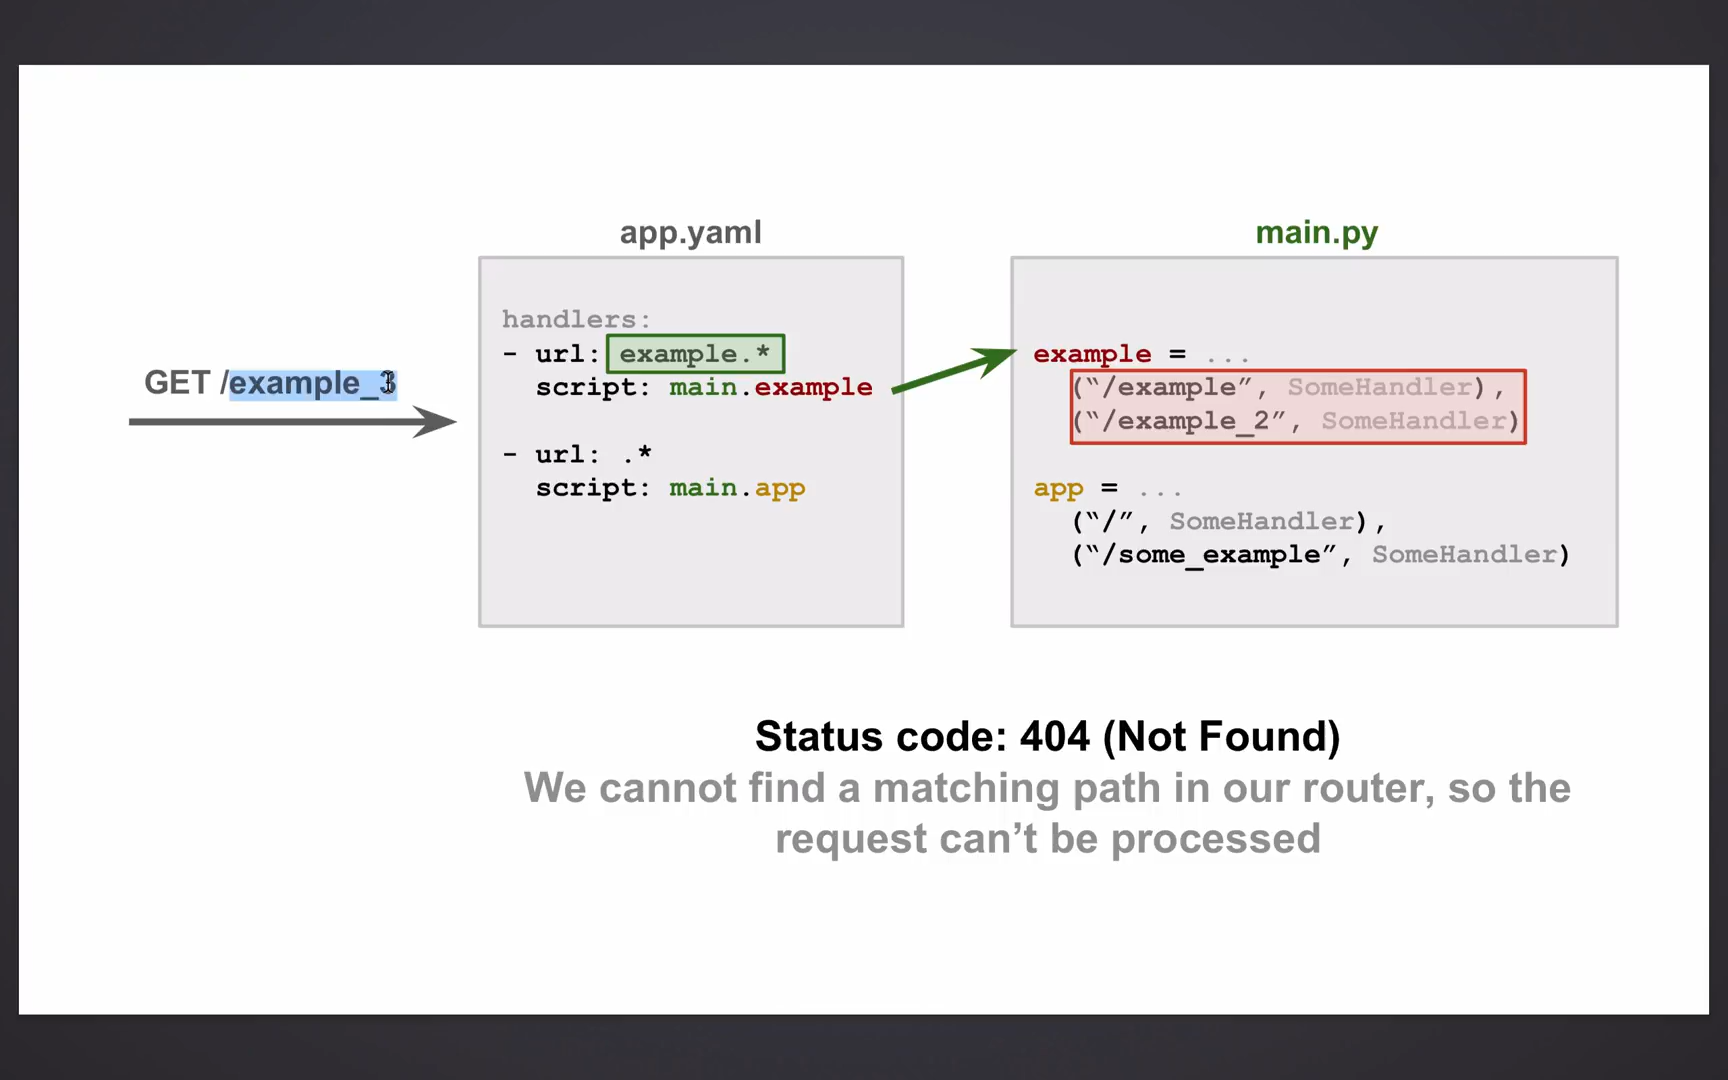 GET /example_3
app.yaml
handlers:
- url: example.*
script: main.example
- url: .*
script: main.app
main.py
example = ...
(“/example”, SomeHandler),
(“/example_2”, SomeHandler)
app = ...
(“/”, SomeHandler),
(“/some_example”, SomeHandler)
Status code: 404 (Not Found)
We cannot find a matching path in our router, so the
request can’t be processed